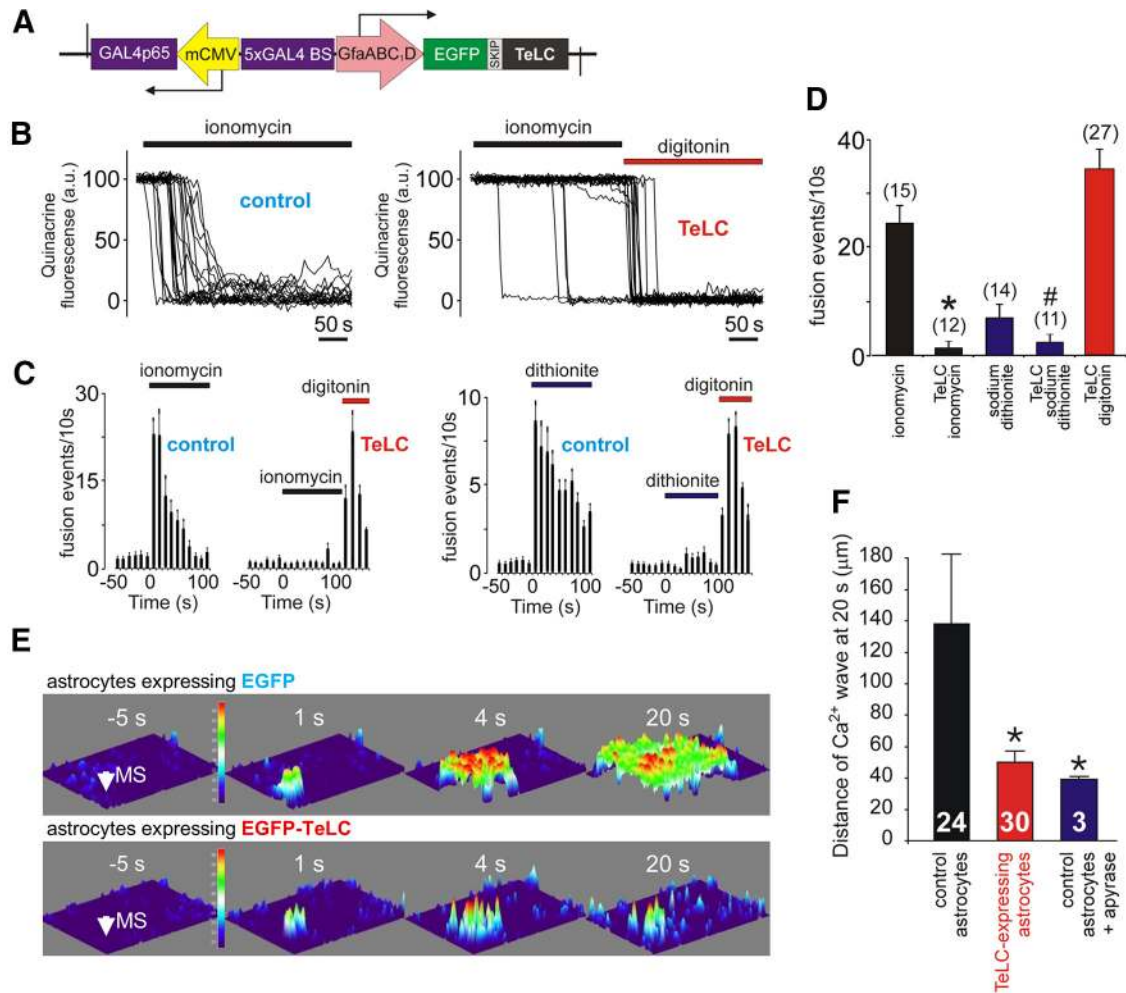 A
GAL4p65
mCMV
5xGAL4 BS
GfaABC₁D
EGFP
SKIP
TeLC
B
ionomycin
Quinacrine
fluorescense (a.u.)
100
50
0
control
50 s
ionomycin
digitonin
Quinacrine
fluorescense (a.u.)
100
50
0
TeLC
50 s
C
ionomycin
control
fusion events/10s
30
15
0
-50 0 100
Time (s)
digitonin
TeLC
ionomycin
-50 0 100
Time (s)
dithionite
control
fusion events/10s
10
5
0
-50 0 100
Time (s)
digitonin
TeLC
dithionite
-50 0 100
Time (s)
D
fusion events/10s
40
20
0
(15)
*
(12)
(14)
#
(11)
(27)
ionomycin
TeLC
ionomycin
sodium
dithionite
TeLC
sodium
dithionite
TeLC
digitonin
E
astrocytes expressing EGFP
-5 s 1 s 4 s 20 s
MS
astrocytes expressing EGFP-TeLC
-5 s 1 s 4 s 20 s
MS
F
Distance of Ca²⁺ wave at 20 s (μm)
180
160
140
120
100
80
60
40
20
0
*
*
24
30
3
control
astrocytes
TeLC-expressing
astrocytes
control
astrocytes
+ apyrase